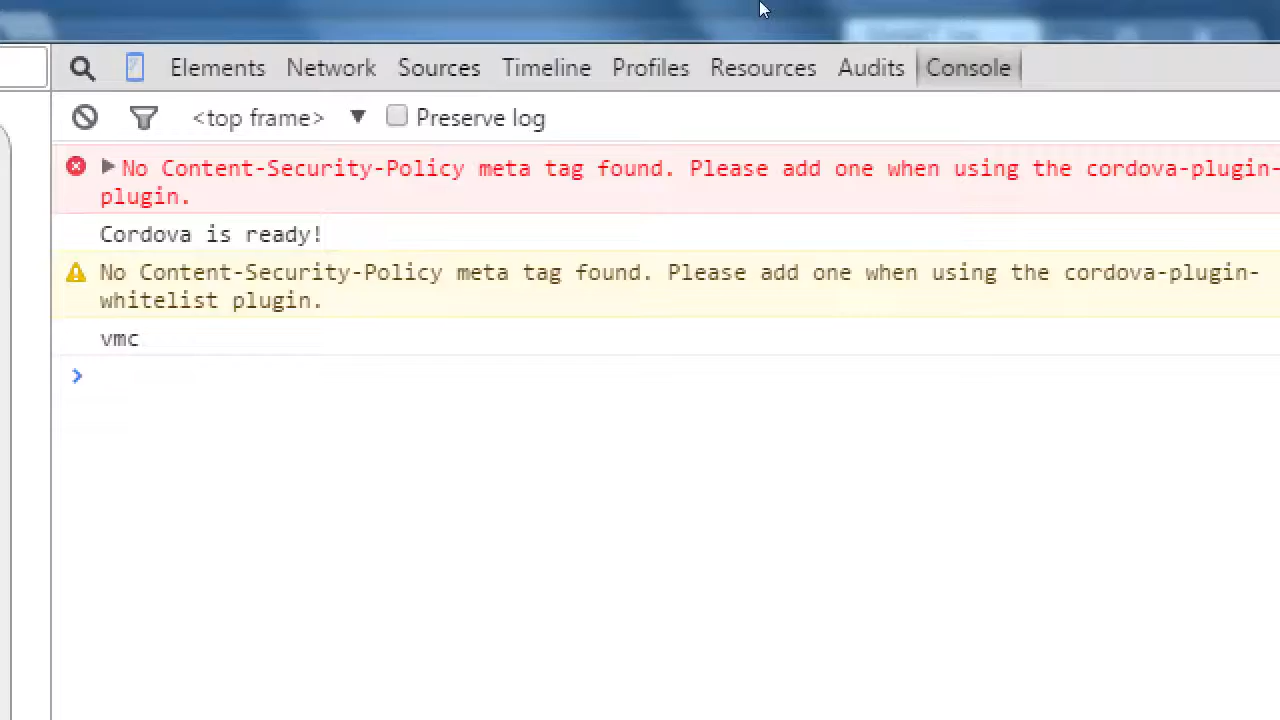 Elements Network Sources Timeline Profiles Resources Audits Console
<top frame> ▼ Preserve log
No Content-Security-Policy meta tag found. Please add one when using the cordova-plugin-
plugin.
Cordova is ready!
No Content-Security-Policy meta tag found. Please add one when using the cordova-plugin-
whitelist plugin.
vmc